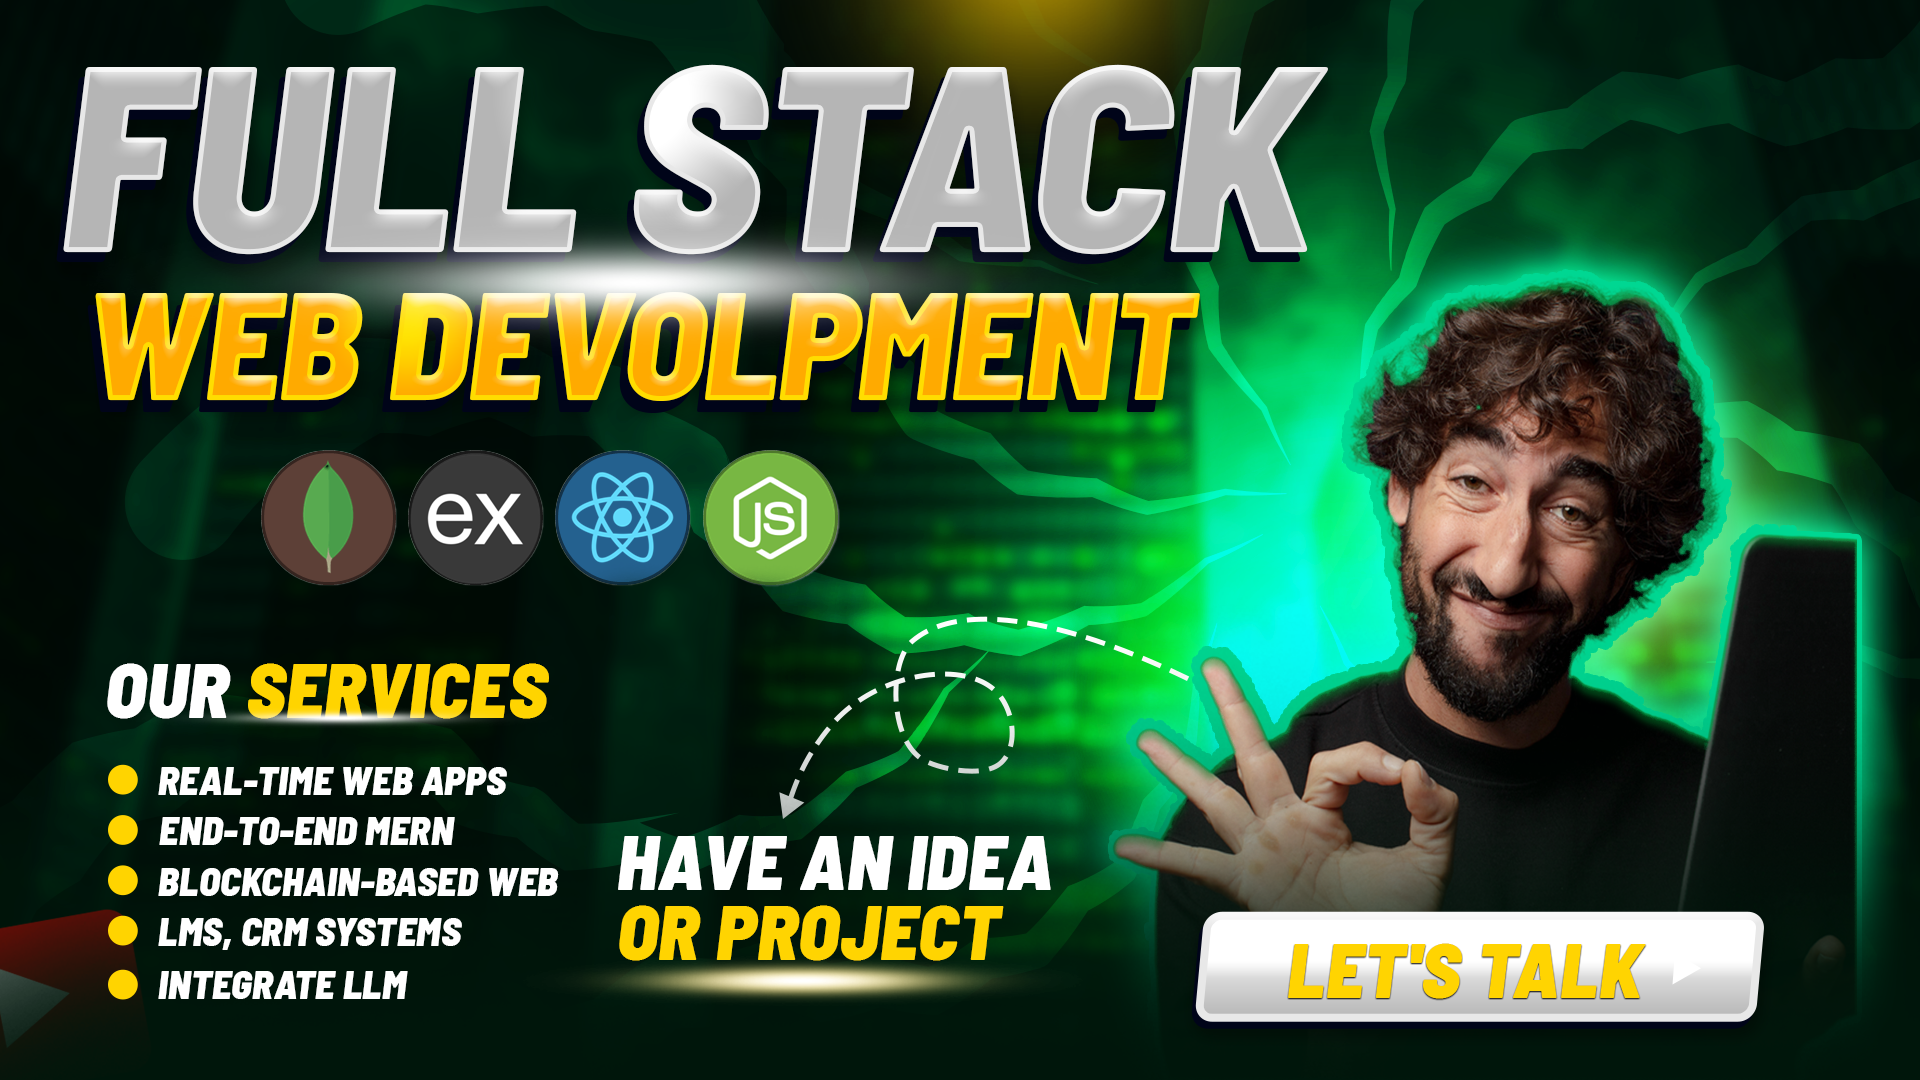 FULL STACK
WEB DEVOLPMENT
ex
JS
OUR SERVICES
REAL-TIME WEB APPS
END-TO-END MERN
BLOCKCHAIN-BASED WEB
LMS, CRM SYSTEMS
INTEGRATE LLM
HAVE AN IDEA
OR PROJECT
LET'S TALK